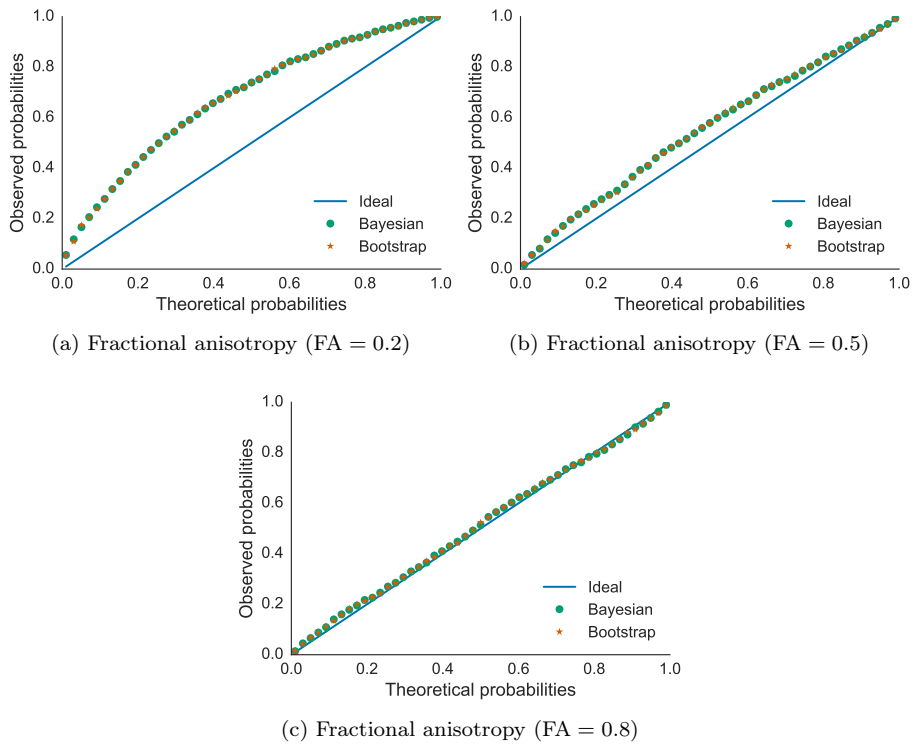 1.0
0.8
0.6
0.4
0.2
0.0
Observed probabilities
0.0 0.2 0.4 0.6 0.8 1.0
Theoretical probabilities
Ideal
Bayesian
Bootstrap
(a) Fractional anisotropy (FA = 0.2)
1.0
0.8
0.6
0.4
0.2
0.0
Observed probabilities
0.0 0.2 0.4 0.6 0.8 1.0
Theoretical probabilities
Ideal
Bayesian
Bootstrap
(b) Fractional anisotropy (FA = 0.5)
1.0
0.8
0.6
0.4
0.2
0.0
Observed probabilities
0.0 0.2 0.4 0.6 0.8 1.0
Theoretical probabilities
Ideal
Bayesian
Bootstrap
(c) Fractional anisotropy (FA = 0.8)